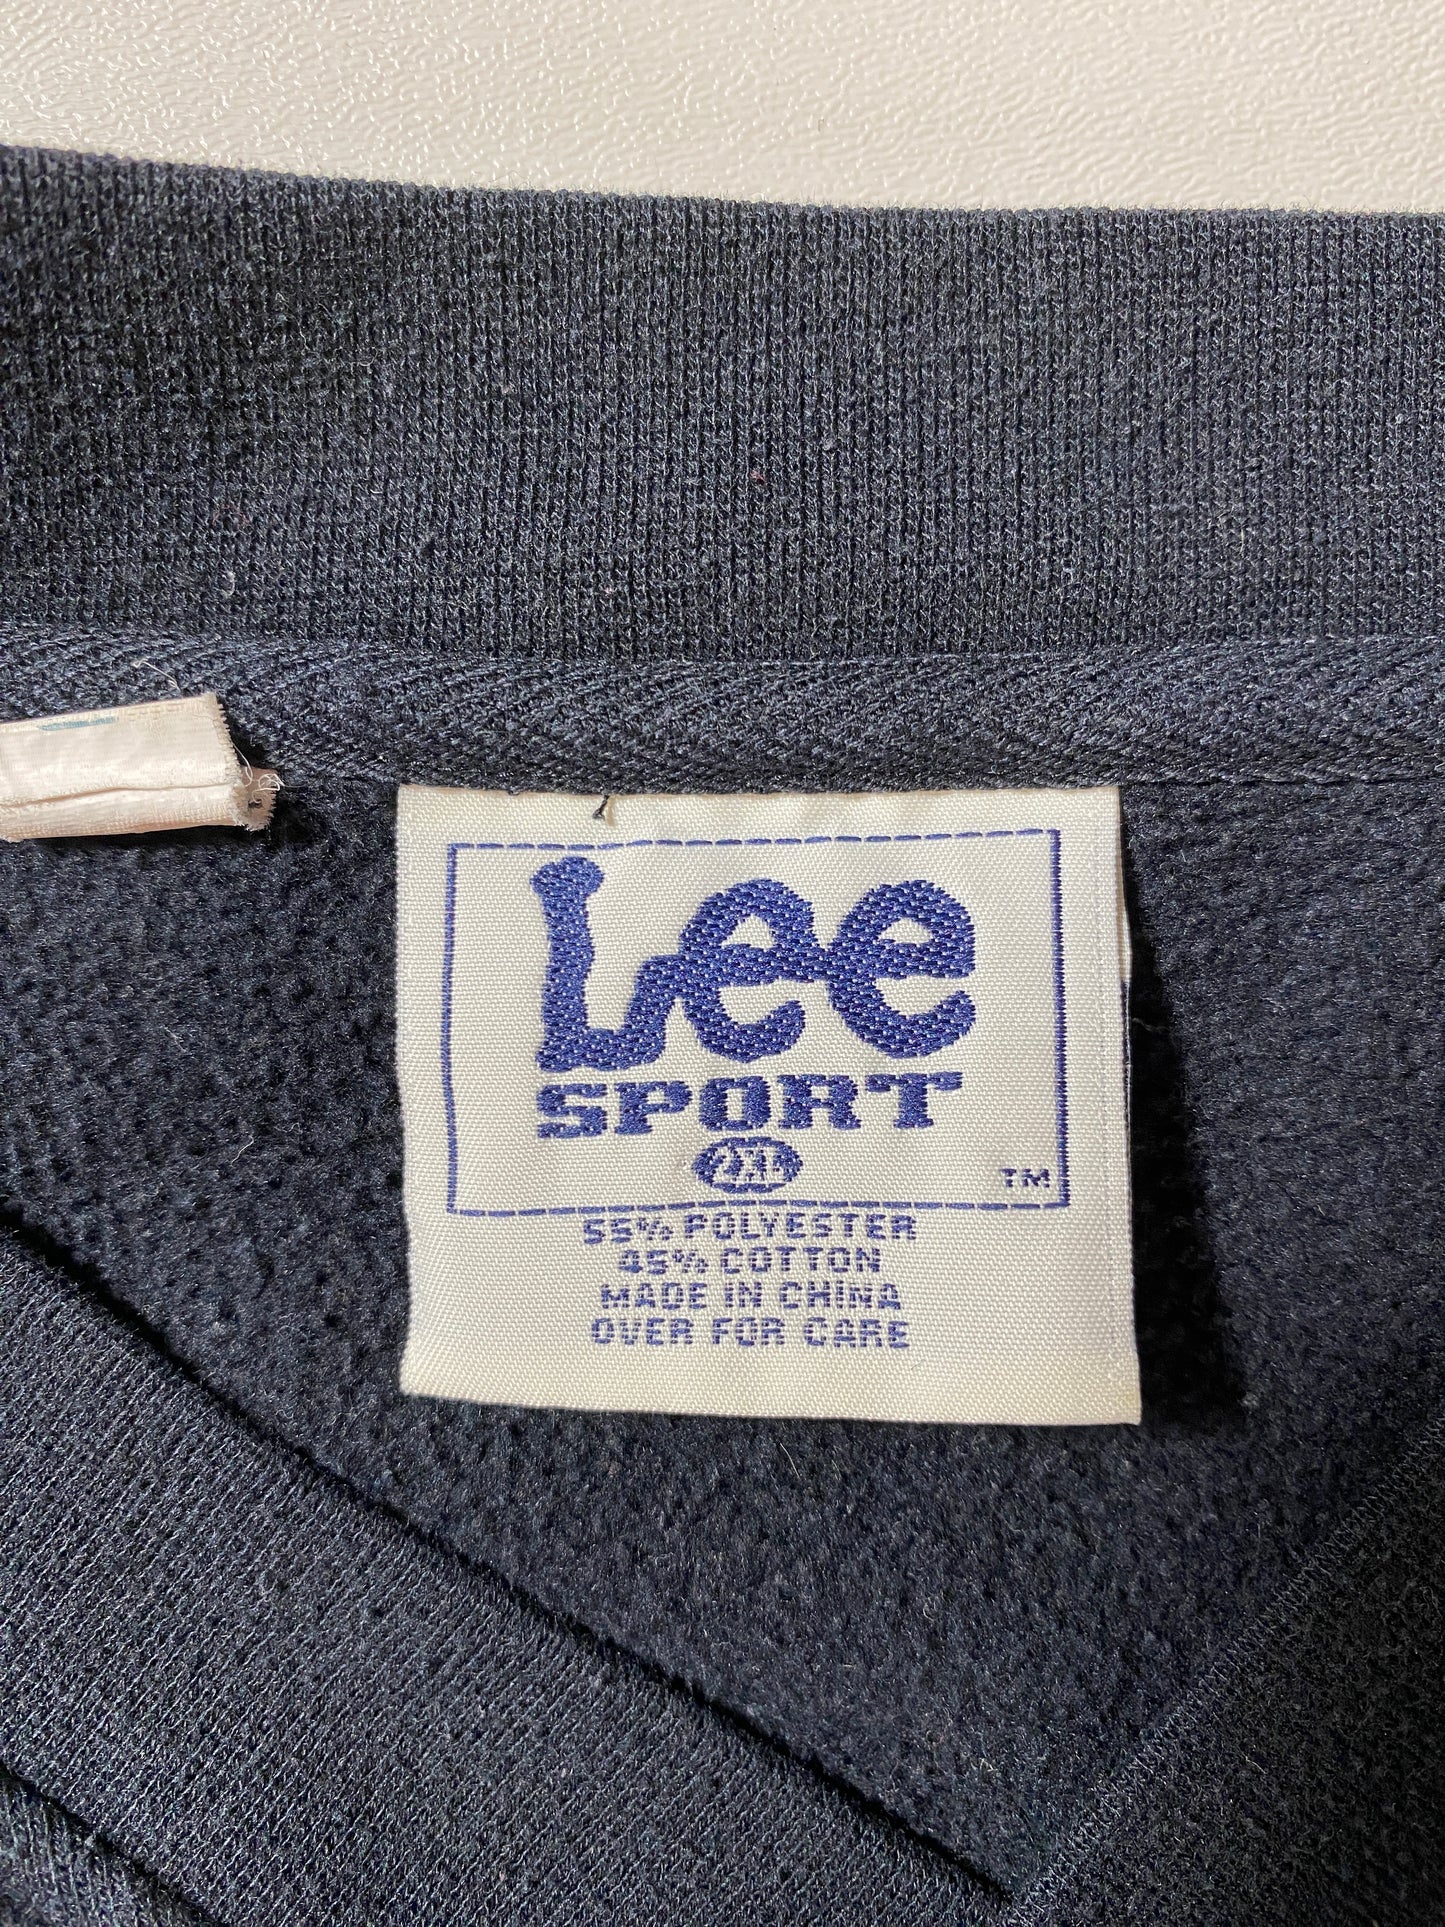 Lee
SPORT
2XL
TM
55% POLYESTER
45% COTTON
MADE IN CHINA
OVER FOR CARE